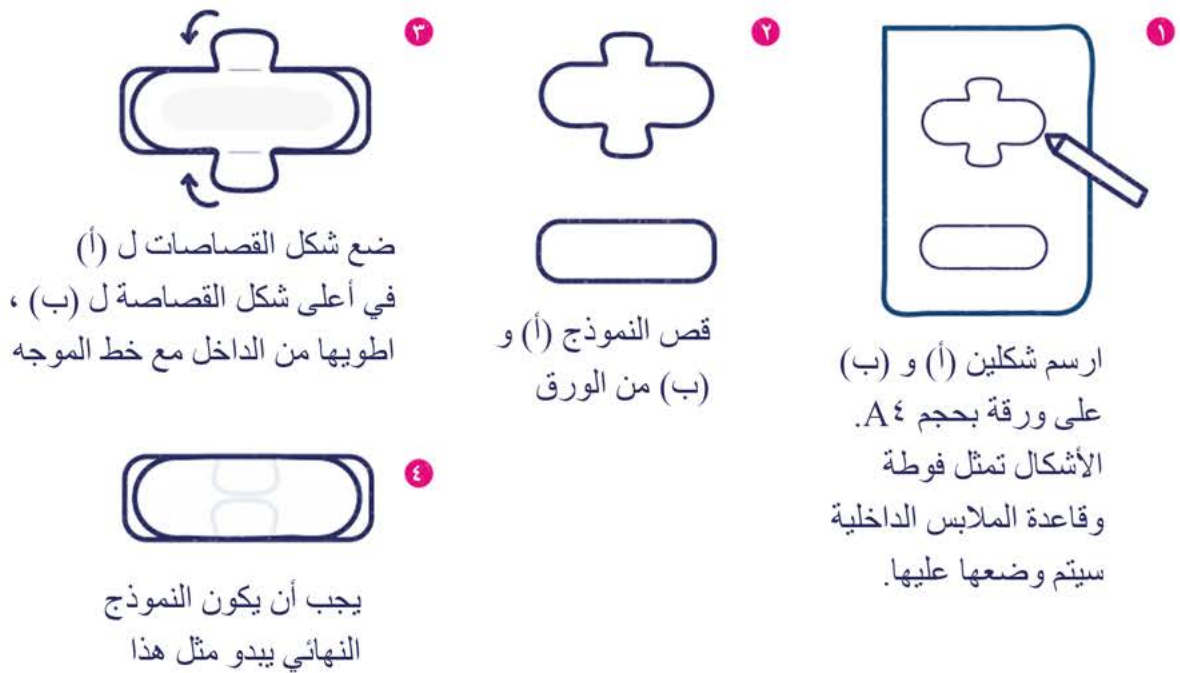 ١
ارسم شكلين (أ) و (ب)
على ورقة بحجم A٤.
الأشكال تمثل فوطة
وقاعدة الملابس الداخلية
سيتم وضعها عليها.
٢
قص النموذج (أ) و
(ب) من الورق
٣
ضع شكل القصاصات ل (أ)
في أعلى شكل القصاصة ل (ب) ،
اطويها من الداخل مع خط الموجه
٤
يجب أن يكون النموذج
النهائي يبدو مثل هذا